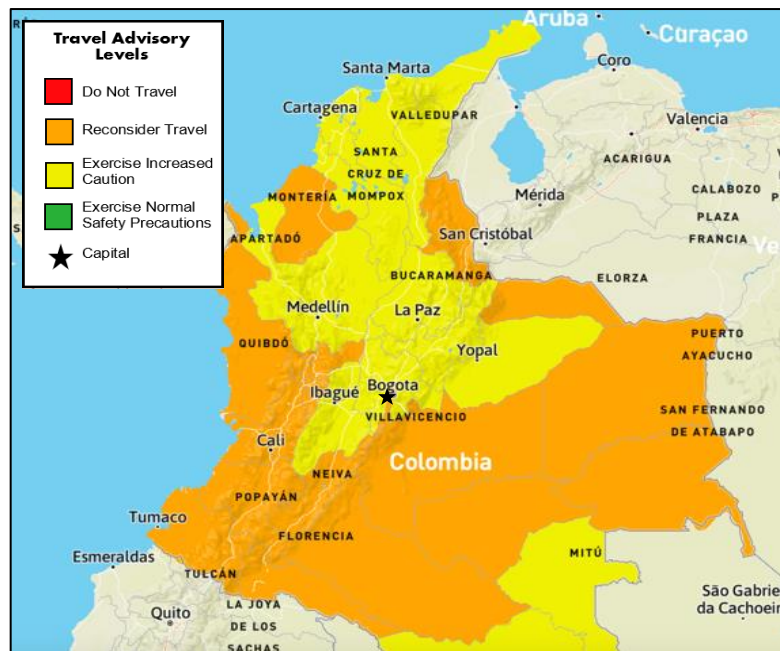 Travel Advisory
Levels
Do Not Travel
Reconsider Travel
Exercise Increased
Caution
Exercise Normal
Safety Precautions
Capital
Aruba
Curaçao
Santa Marta
Coro
Cartagena
VALLEDUPAR
Valencia
SANTA
CRUZ DE
MOMPOX
ACARIGUA
MONTERÍA
Mérida
CALABOZO
PLAZA
FRANCIA
APARTADÓ
San Cristóbal
BUCARAMANGA
ELORZA
Medellín
La Paz
PUERTO
AYACUCHO
QUIBDÓ
Yopal
Ibagué
Bogota
VILLAVICENCIO
SAN FERNANDO
DE ATABAPO
Cali
Colombia
NEIVA
POPAYÁN
Tumaco
FLORENCIA
Esmeraldas
MITÚ
TULCÁN
LA JOYA
DE LOS
SACHAS
Quito
São Gabrie
da Cachoeir